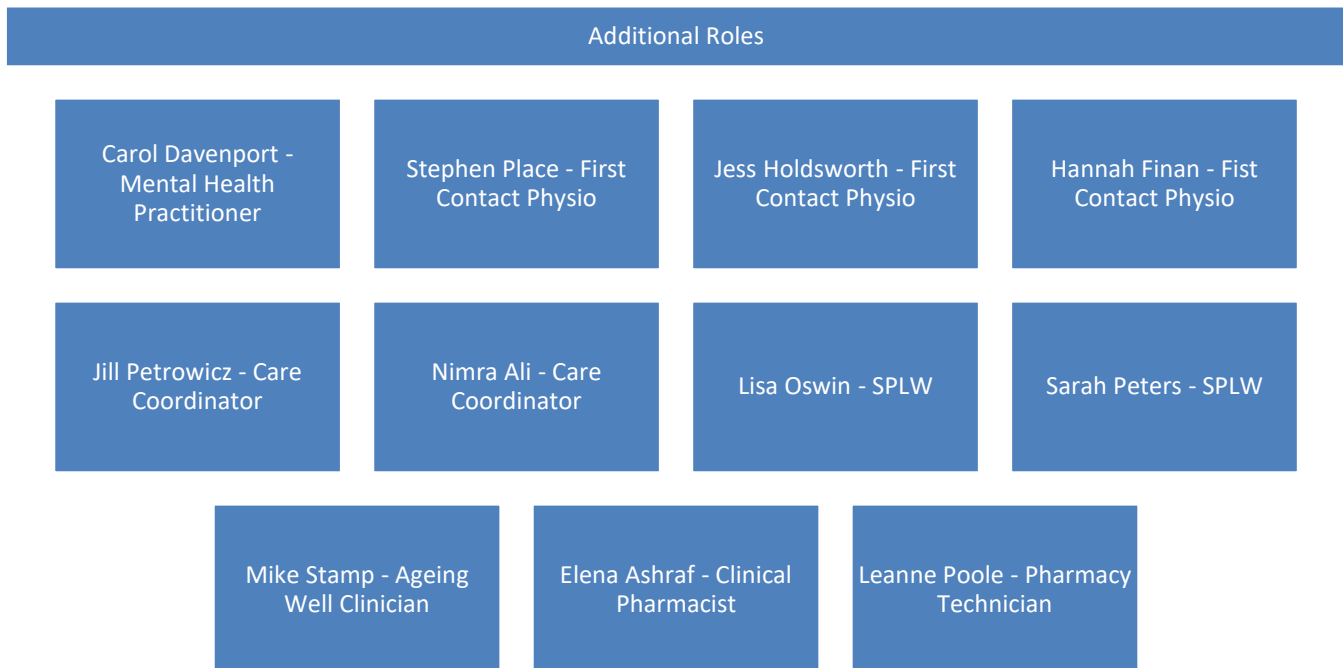 Additional Roles
Carol Davenport -
Mental Health
Practitioner
Stephen Place - First
Contact Physio
Jess Holdsworth - First
Contact Physio
Hannah Finan - Fist
Contact Physio
Jill Petrowicz - Care
Coordinator
Nimra Ali - Care
Coordinator
Lisa Oswin - SPLW
Sarah Peters - SPLW
Mike Stamp - Ageing
Well Clinician
Elena Ashraf - Clinical
Pharmacist
Leanne Poole - Pharmacy
Technician